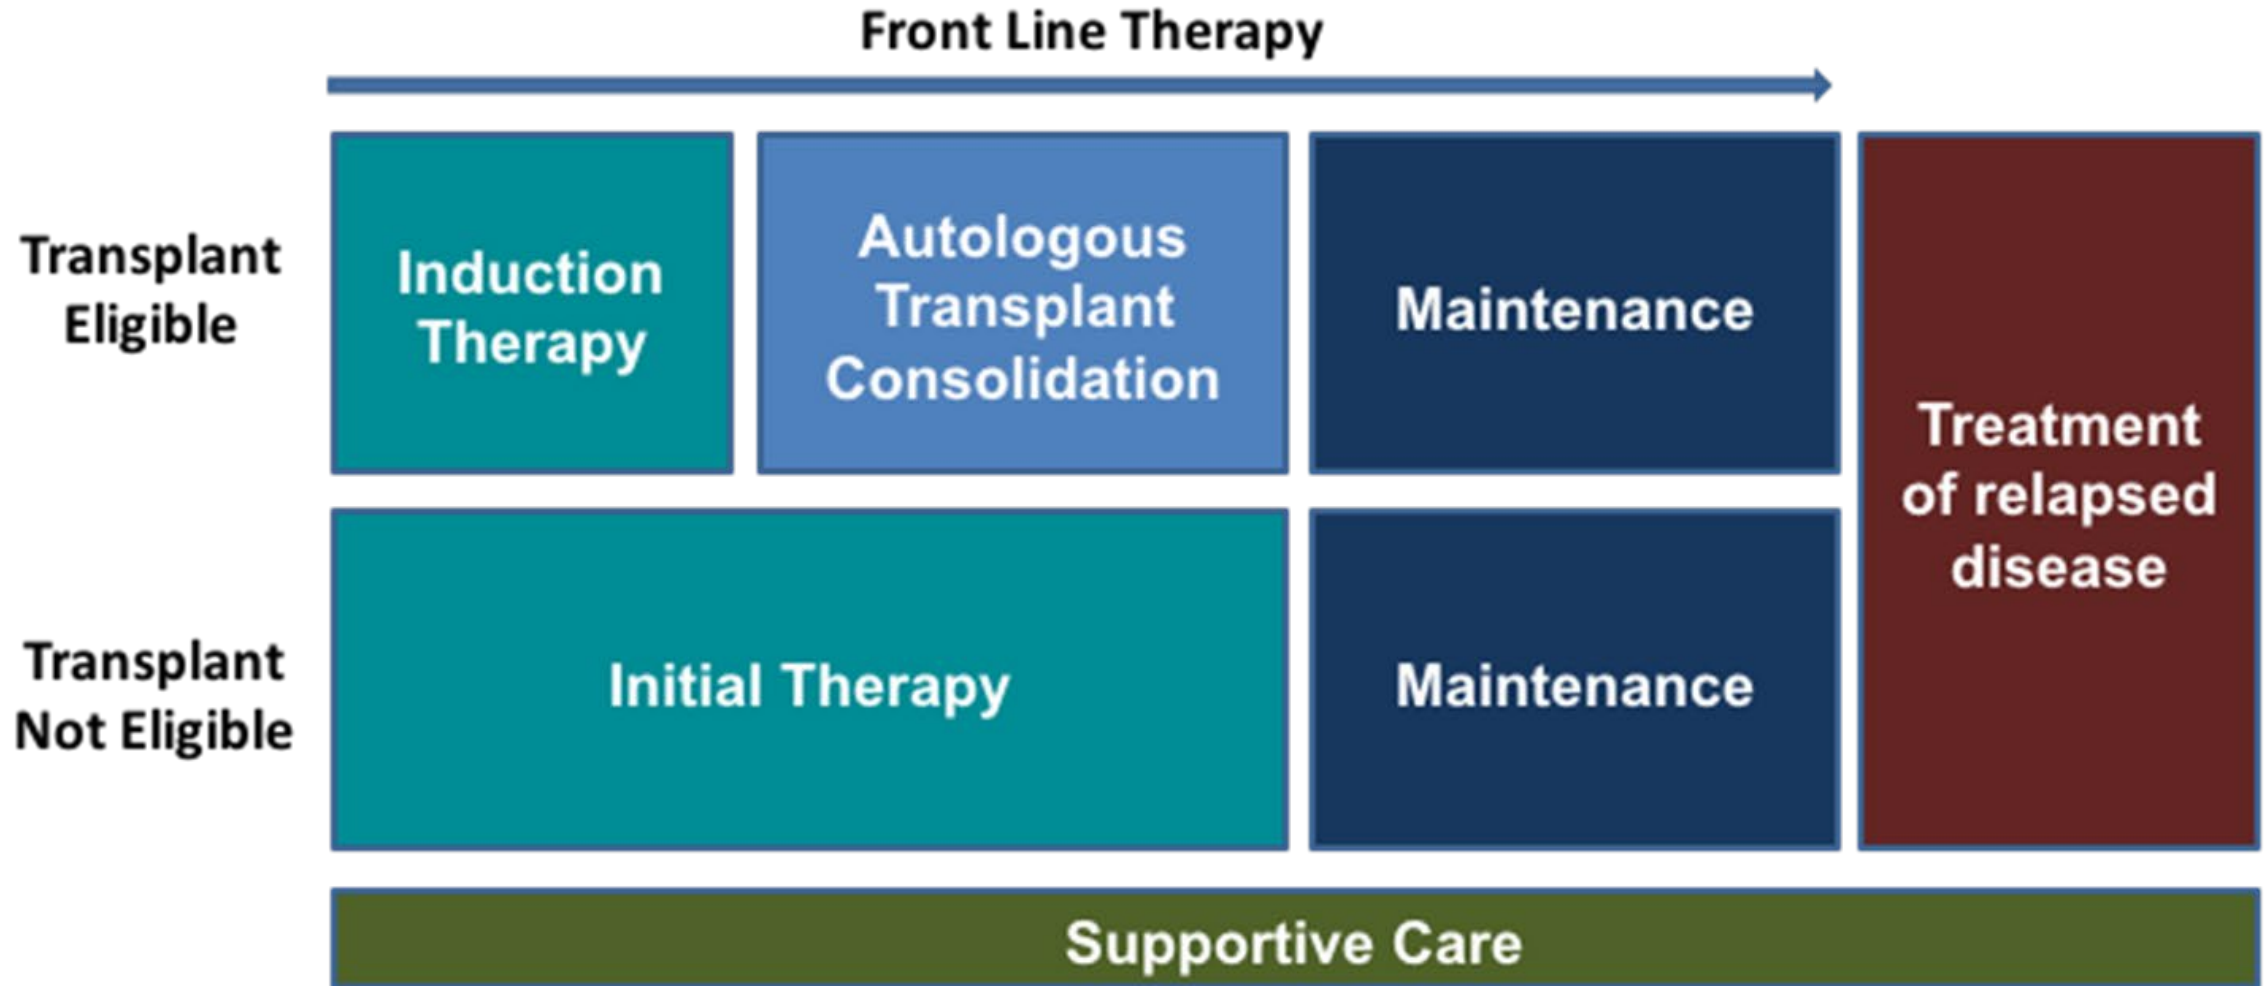 Front Line Therapy
Transplant
Eligible
Induction
Therapy
Autologous
Transplant
Consolidation
Maintenance
Treatment
of relapsed
disease
Transplant
Not Eligible
Initial Therapy
Maintenance
Supportive Care